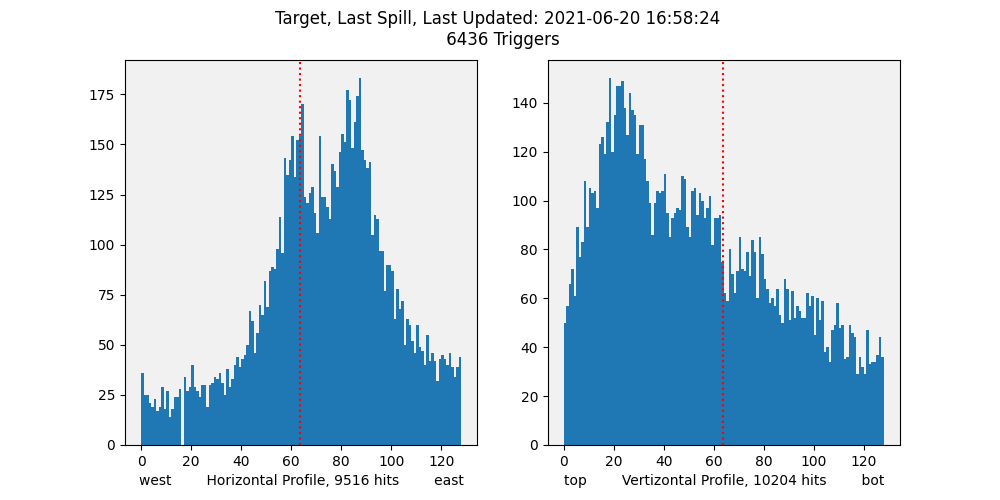 Target, Last Spill, Last Updated: 2021-06-20 16:58:24
6436 Triggers
175
150
125
100
75
50
25
0
0 20 40 60 80 100 120
west Horizontal Profile, 9516 hits east
140
120
100
80
60
40
20
0
0 20 40 60 80 100 120
top Vertizontal Profile, 10204 hits bot